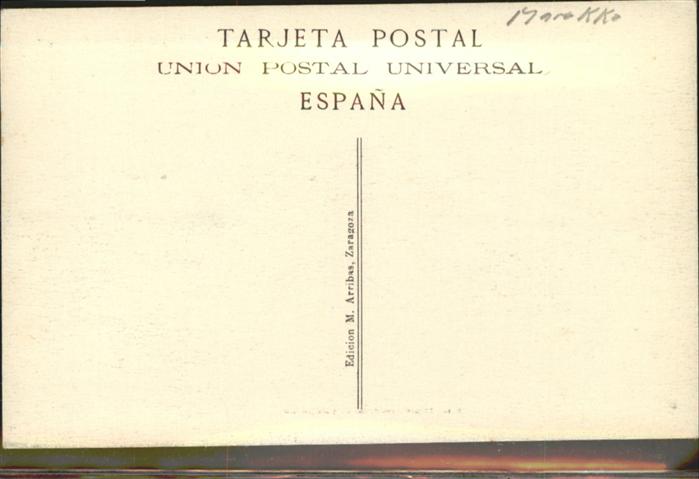 Marokko
TARJETA POSTAL
UNION POSTAL UNIVERSAL
ESPAÑA
Edicion M. Arribas, Zaragoza